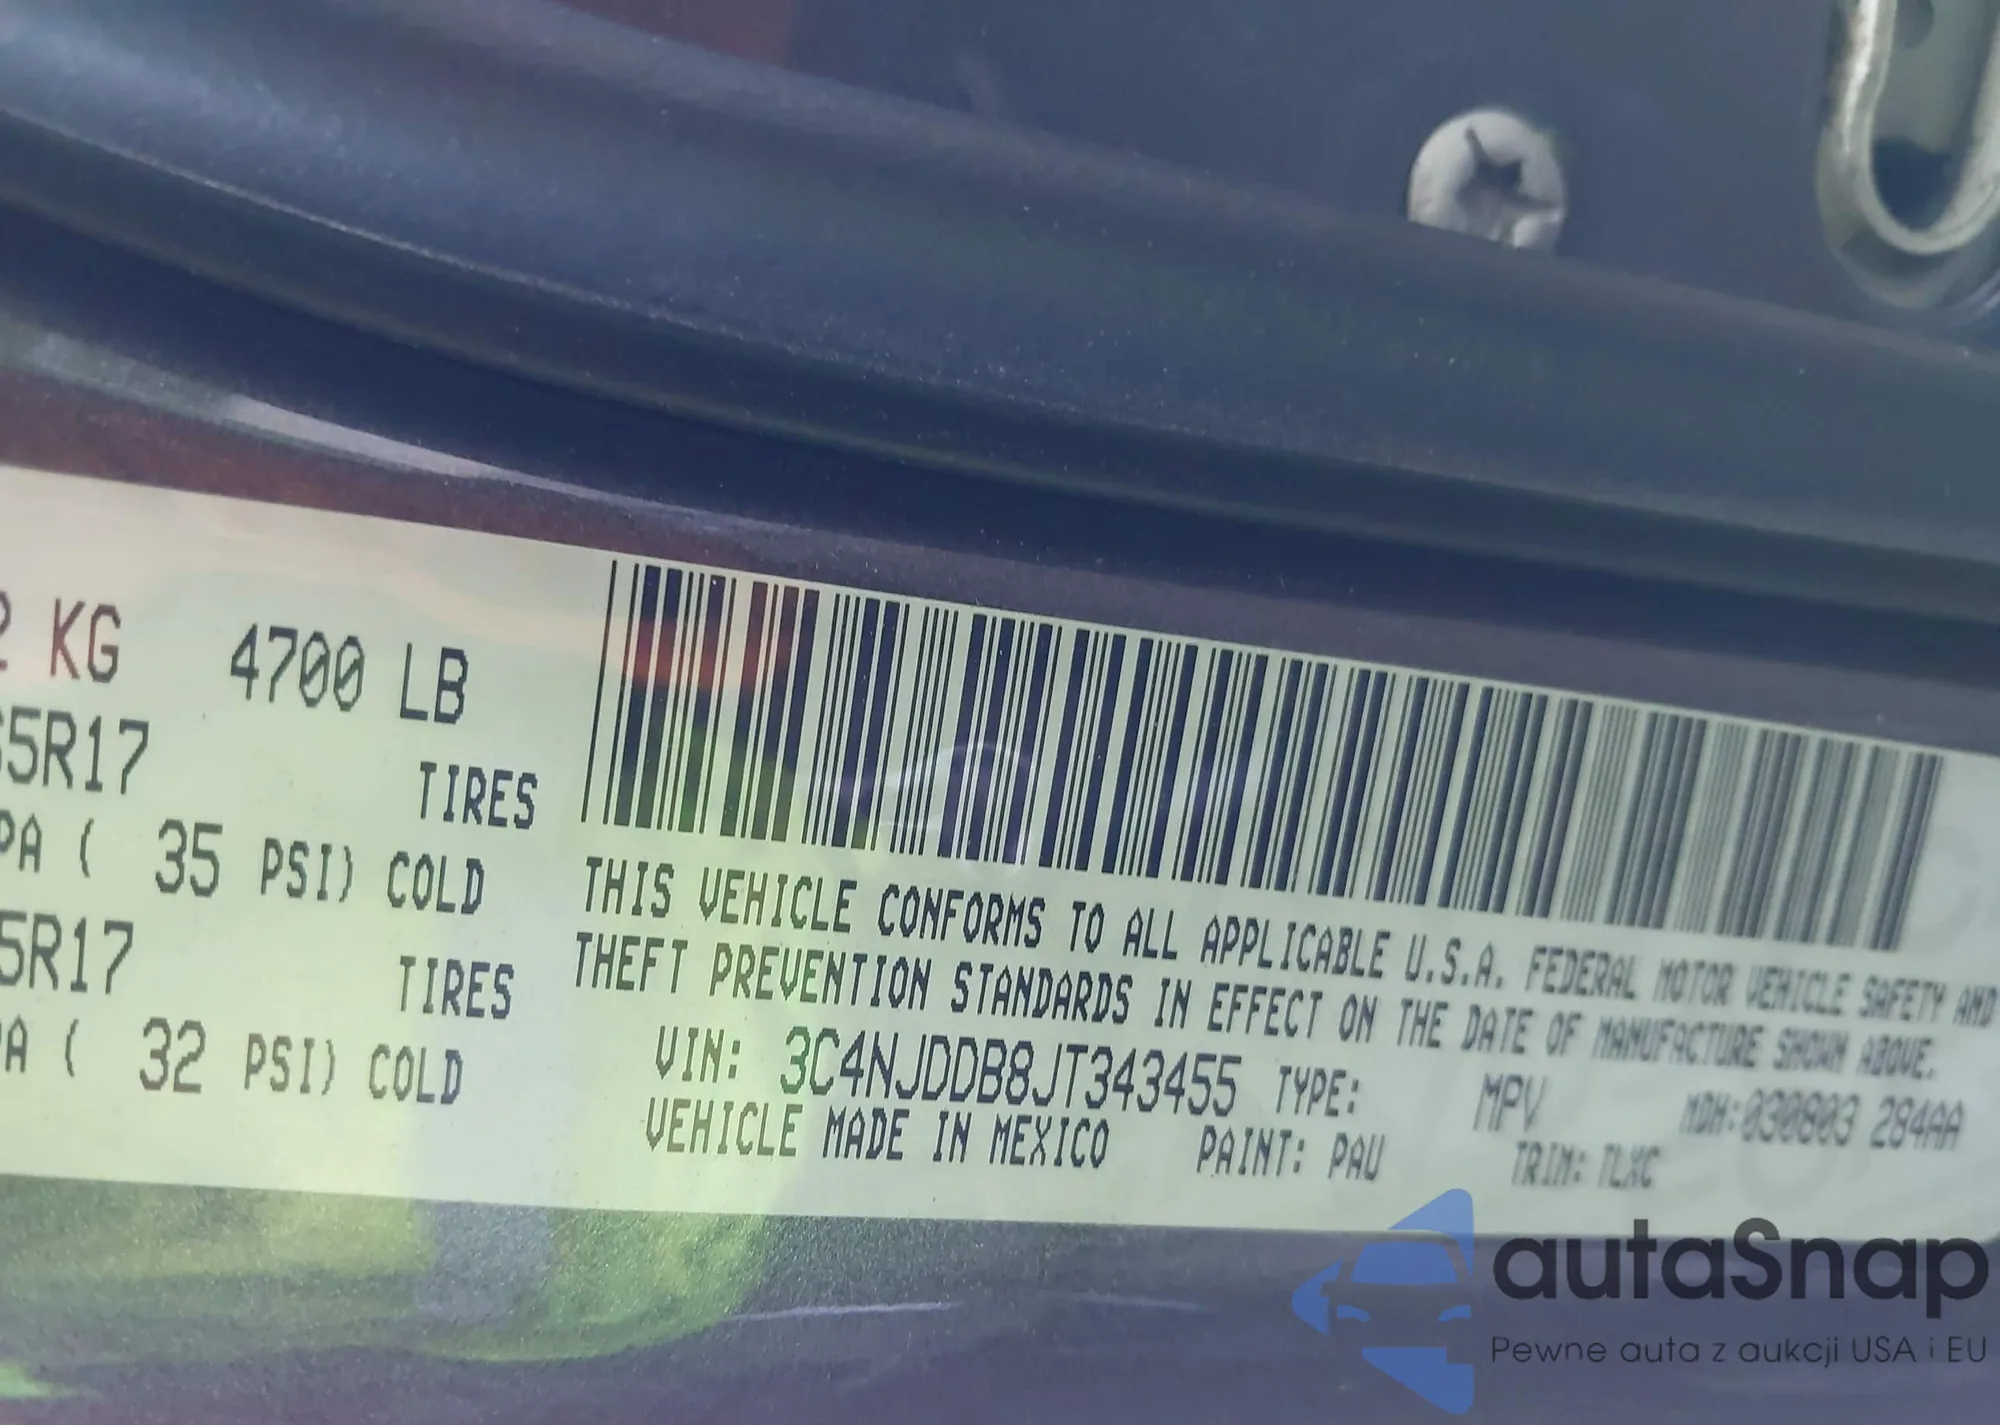 KG 4700 LB
5R17 TIRES
PA ( 35 PSI) COLD
5R17 TIRES
A ( 32 PSI) COLD
THIS VEHICLE CONFORMS TO ALL APPLICABLE U.S.A. FEDERAL MOTOR VEHICLE SAFETY AND
THEFT PREVENTION STANDARDS IN EFFECT ON THE DATE OF MANUFACTURE SHOWN ABOVE.
VIN: 3C4NJDDB8JT343455 TYPE: MPV MDH:030803 284AA
VEHICLE MADE IN MEXICO PAINT: PAU TRIM: TLXC
autaSnap
Pewne auta z aukcji USA i EU